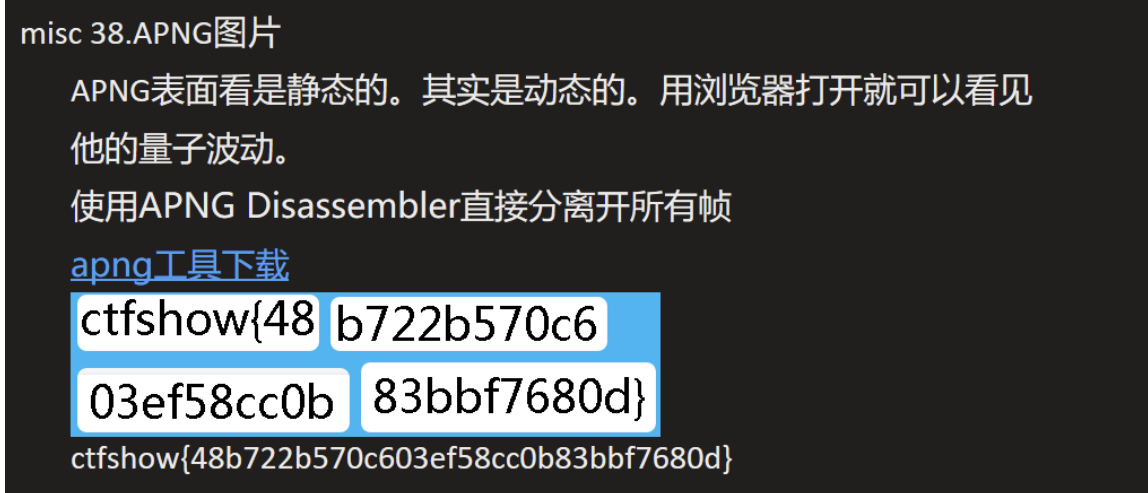 misc 38.APNG图片
APNG表面看是静态的。其实是动态的。用浏览器打开就可以看见
他的量子波动。
使用APNG Disassembler直接分离开所有帧
apng工具下载
ctfshow{48 b722b570c6
03ef58cc0b 83bbf7680d}
ctfshow{48b722b570c603ef58cc0b83bbf7680d}